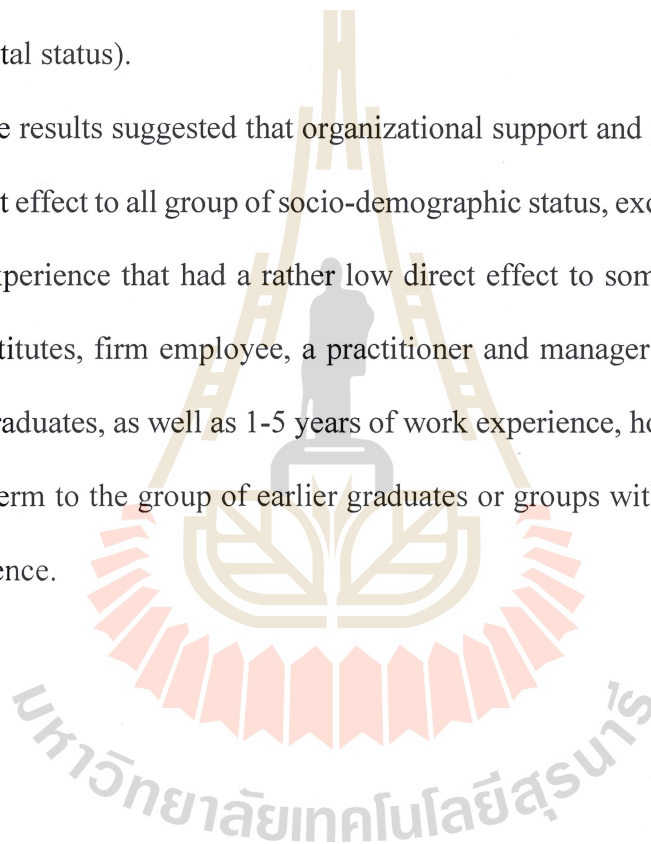 tal status).
e results suggested that organizational support and
t effect to all group of socio-demographic status, exc
xperience that had a rather low direct effect to som
titutes, firm employee, a practitioner and manager
raduates, as well as 1-5 years of work experience, ho
erm to the group of earlier graduates or groups wit
ence.
มหาวิทยาลัยเทคโนโลยีสุรนารี